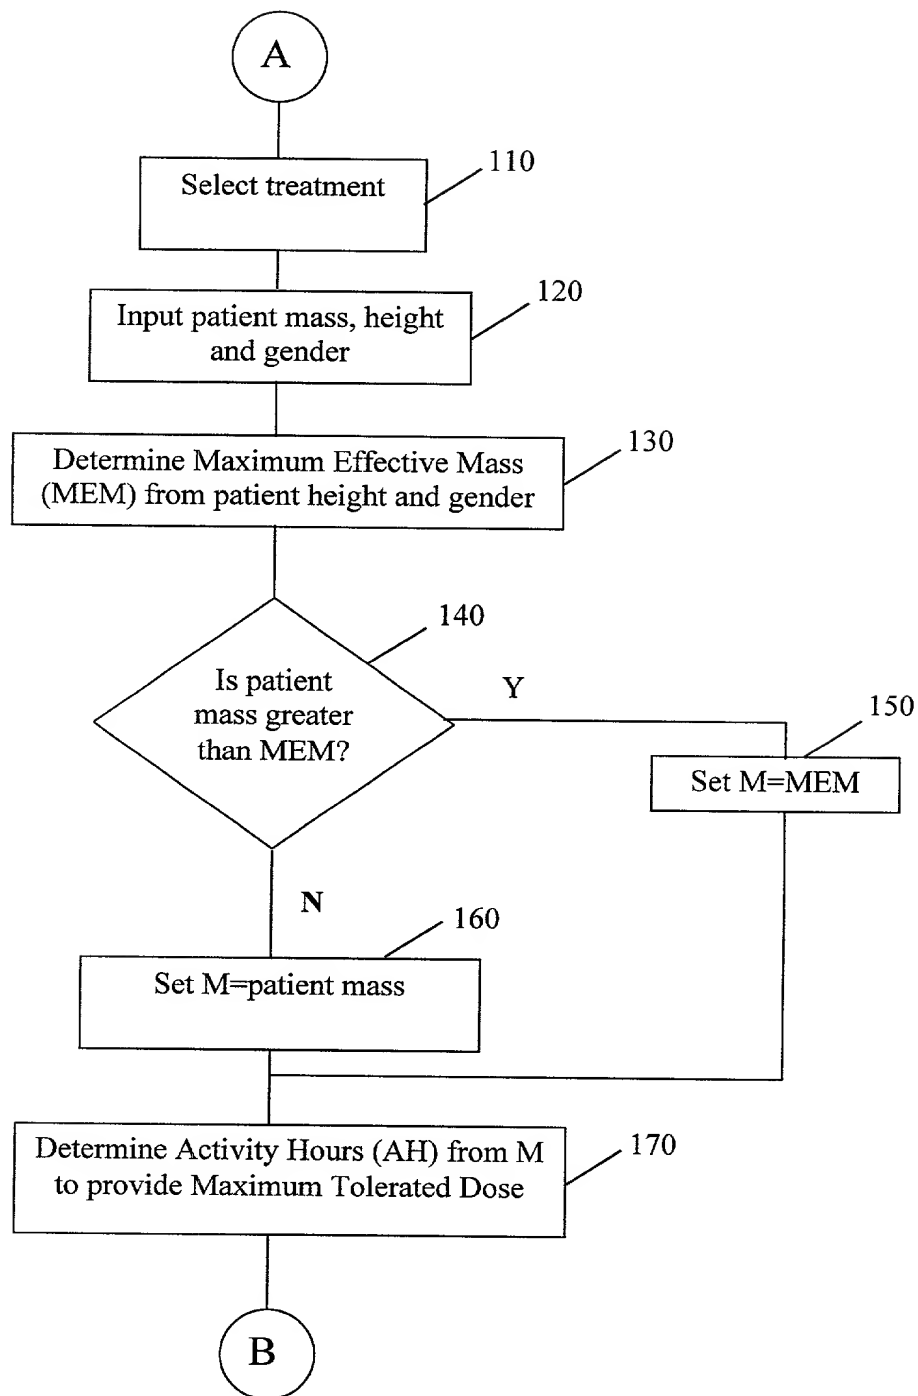 A
110
Select treatment
120
Input patient mass, height
and gender
130
Determine Maximum Effective Mass
(MEM) from patient height and gender
140
Is patient
mass greater
than MEM?
Y
150
Set M=MEM
N
160
Set M=patient mass
170
Determine Activity Hours (AH) from M
to provide Maximum Tolerated Dose
B